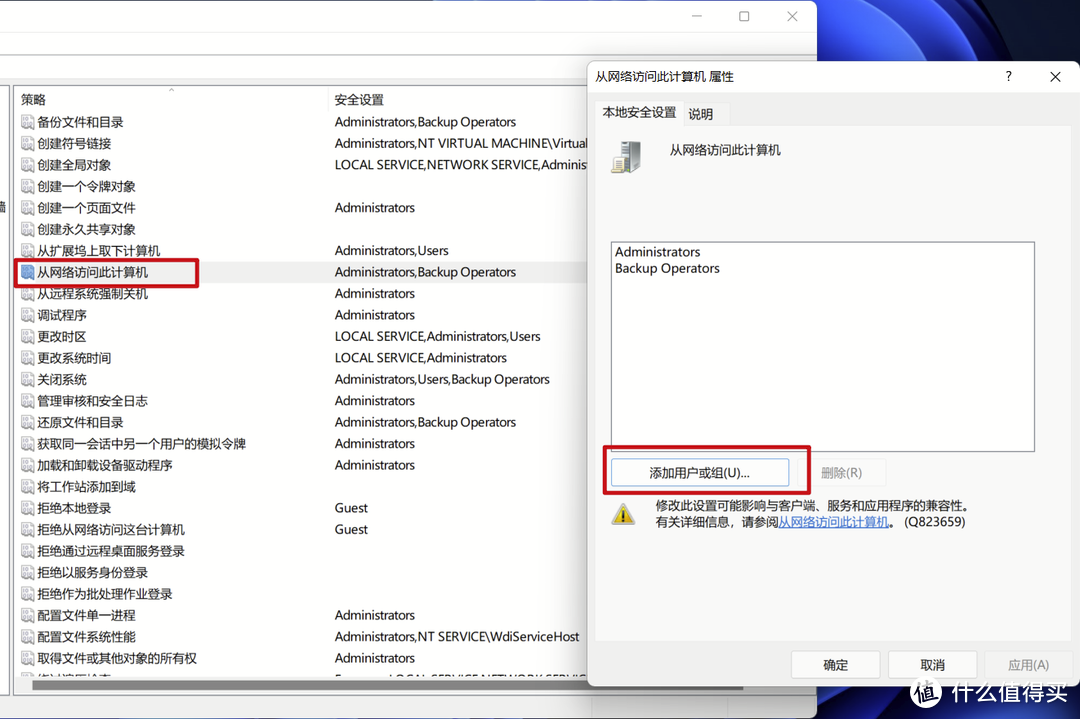 策略 安全设置
备份文件和目录 Administrators,Backup Operators
创建符号链接 Administrators,NT VIRTUAL MACHINE\Virtual
创建全局对象 LOCAL SERVICE,NETWORK SERVICE,Adminis
创建一个令牌对象
创建一个页面文件 Administrators
创建永久共享对象
从扩展坞上取下计算机 Administrators,Users
从网络访问此计算机 Administrators,Backup Operators
从远程系统强制关机 Administrators
调试程序 Administrators
更改时区 LOCAL SERVICE,Administrators,Users
更改系统时间 LOCAL SERVICE,Administrators
关闭系统 Administrators,Users,Backup Operators
管理审核和安全日志 Administrators
还原文件和目录 Administrators,Backup Operators
获取同一会话中另一个用户的模拟令牌 Administrators
加载和卸载设备驱动程序 Administrators
将工作站添加到域
拒绝本地登录 Guest
拒绝从网络访问这台计算机 Guest
拒绝通过远程桌面服务登录
拒绝以服务身份登录
拒绝作为批处理作业登录
配置文件单一进程 Administrators
配置文件系统性能 Administrators,NT SERVICE\WdiServiceHost
取得文件或其他对象的所有权 Administrators
从网络访问此计算机 属性
?
本地安全设置 说明
从网络访问此计算机
Administrators
Backup Operators
添加用户或组(U)... 删除(R)
修改此设置可能影响与客户端、服务和应用程序的兼容性。
有关详细信息，请参阅从网络访问此计算机。 (Q823659)
确定 取消 应用(A)
值 什么值得买